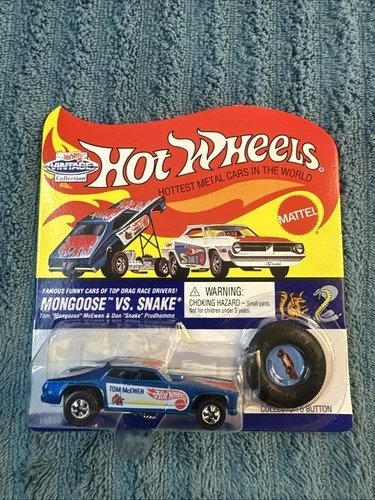 Hot Wheels
VINTAGE
Collection
HOT WHEELS®
HOTTEST METAL CARS IN THE WORLD
MATTEL
FAMOUS FUNNY CARS OF TOP DRAG RACE DRIVERS!
MONGOOSE™ VS. SNAKE®
Tom "Mongoose" McEwen & Don "Snake" Prudhomme
⚠ WARNING:
CHOKING HAZARD — Small parts.
Not for children under 3 years.
TOM McEWEN
Hot Wheels
COLLECTOR'S BUTTON